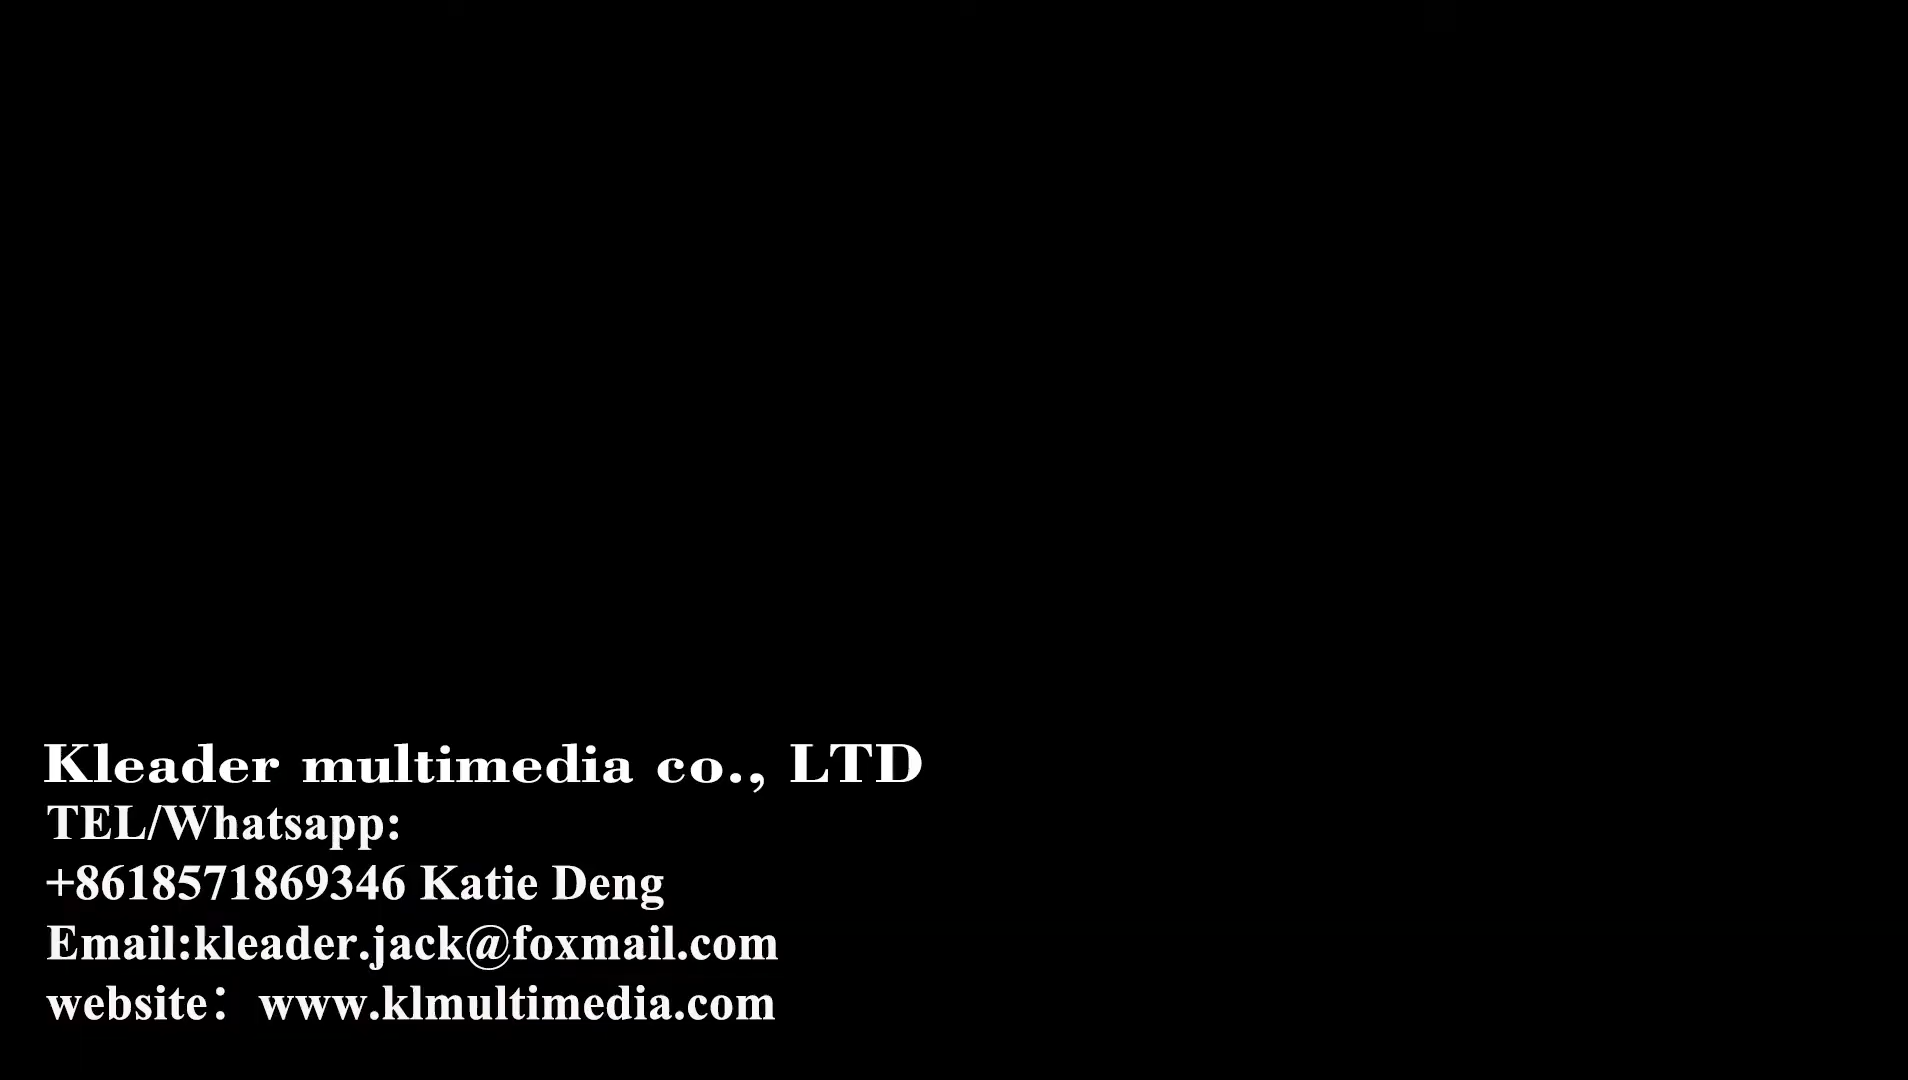 Kleader multimedia co., LTD
TEL/Whatsapp:
+8618571869346 Katie Deng
Email:kleader.jack@foxmail.com
website：www.klmultimedia.com